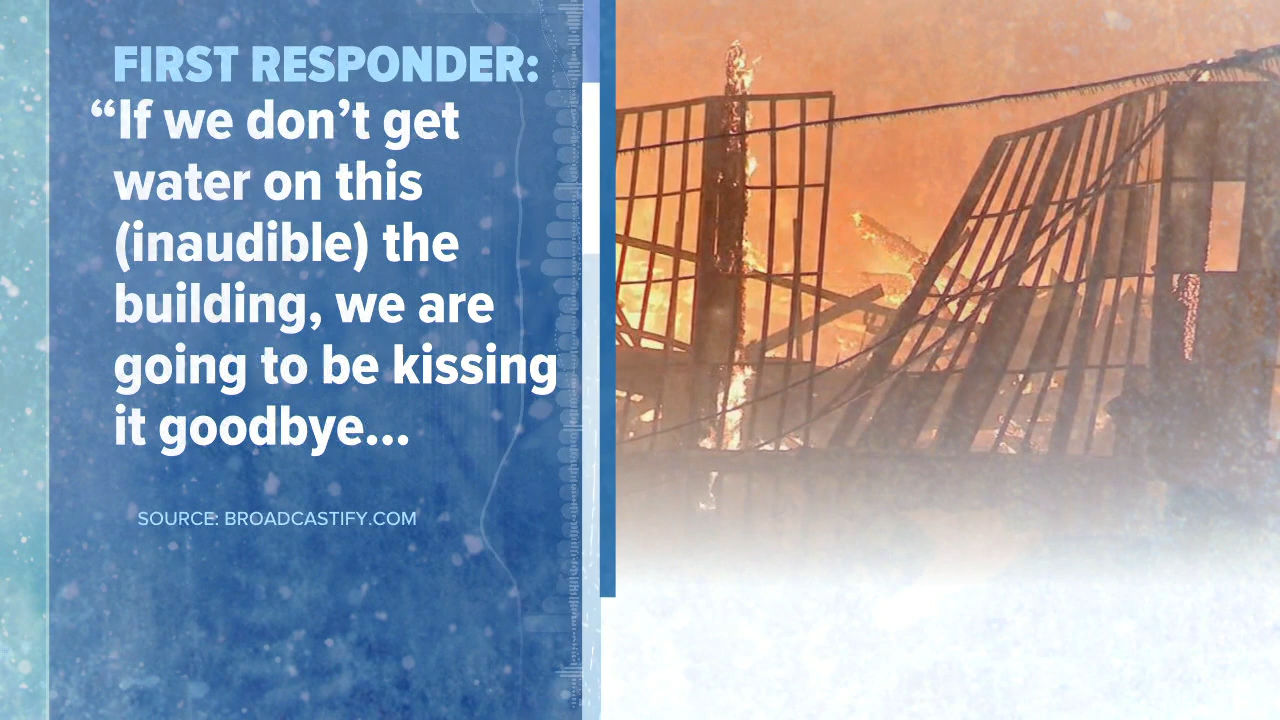 FIRST RESPONDER:
“If we don’t get
water on this
(inaudible) the
building, we are
going to be kissing
it goodbye...
SOURCE: BROADCASTIFY.COM